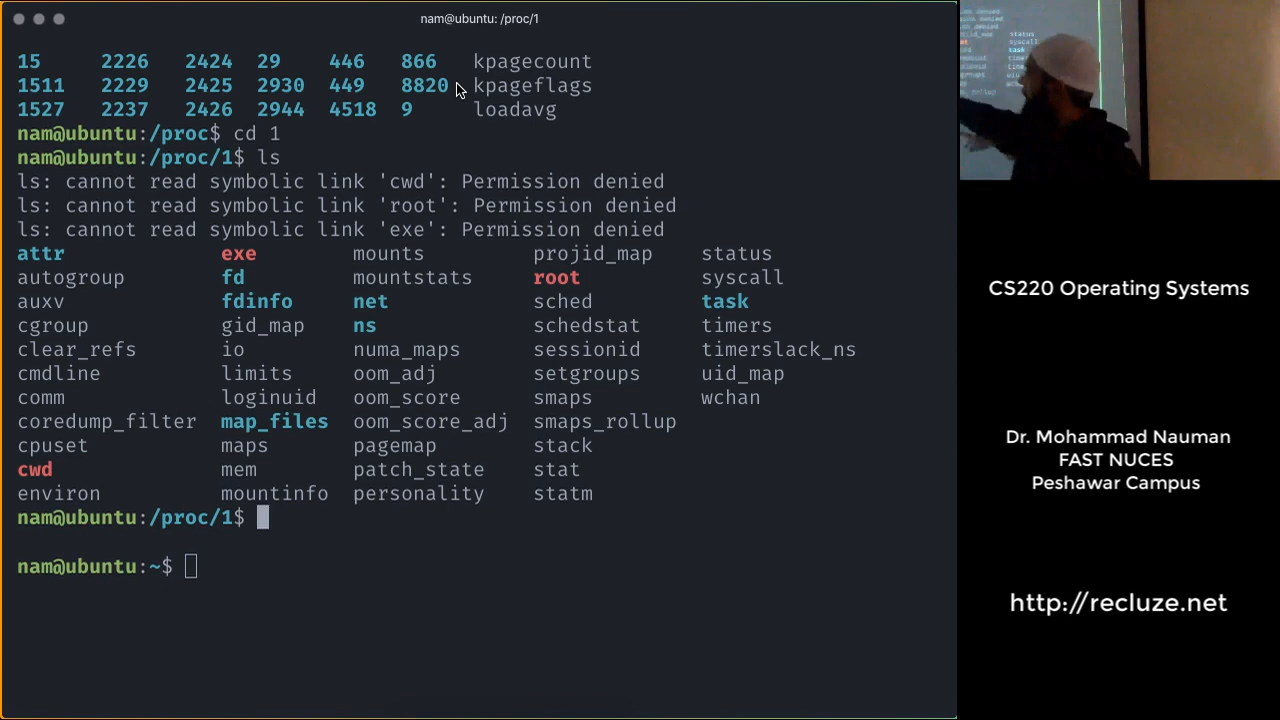 nam@ubuntu: /proc/1
15 2226 2424 29 446 866 kpagecount
1511 2229 2425 2930 449 8820 kpageflags
1527 2237 2426 2944 4518 9 loadavg
nam@ubuntu:/proc$ cd 1
nam@ubuntu:/proc/1$ ls
ls: cannot read symbolic link 'cwd': Permission denied
ls: cannot read symbolic link 'root': Permission denied
ls: cannot read symbolic link 'exe': Permission denied
attr exe mounts projid_map status
autogroup fd mountstats root syscall
auxv fdinfo net sched task
cgroup gid_map ns schedstat timers
clear_refs io numa_maps sessionid timerslack_ns
cmdline limits oom_adj setgroups uid_map
comm loginuid oom_score smaps wchan
coredump_filter map_files oom_score_adj smaps_rollup
cpuset maps pagemap stack
cwd mem patch_state stat
environ mountinfo personality statm
nam@ubuntu:/proc/1$
nam@ubuntu:~$
status
syscall
task
CS220 Operating Systems
Dr. Mohammad Nauman
FAST NUCES
Peshawar Campus
http://recluze.net